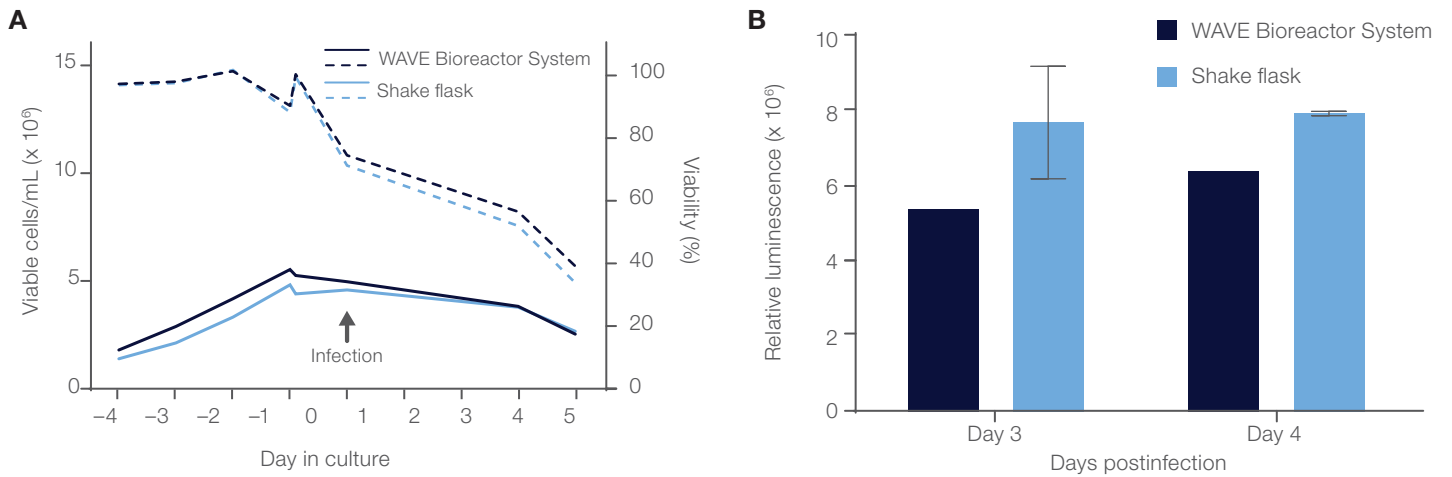 A
15
10
5
0
Viable cells/mL (x 10⁶)
WAVE Bioreactor System
Shake flask
100
80
60
40
20
0
Viability (%)
Infection
–4 –3 –2 –1 0 1 2 3 4 5
Day in culture
B
10
8
6
4
2
0
Relative luminescence (x 10⁶)
WAVE Bioreactor System
Shake flask
Day 3 Day 4
Days postinfection